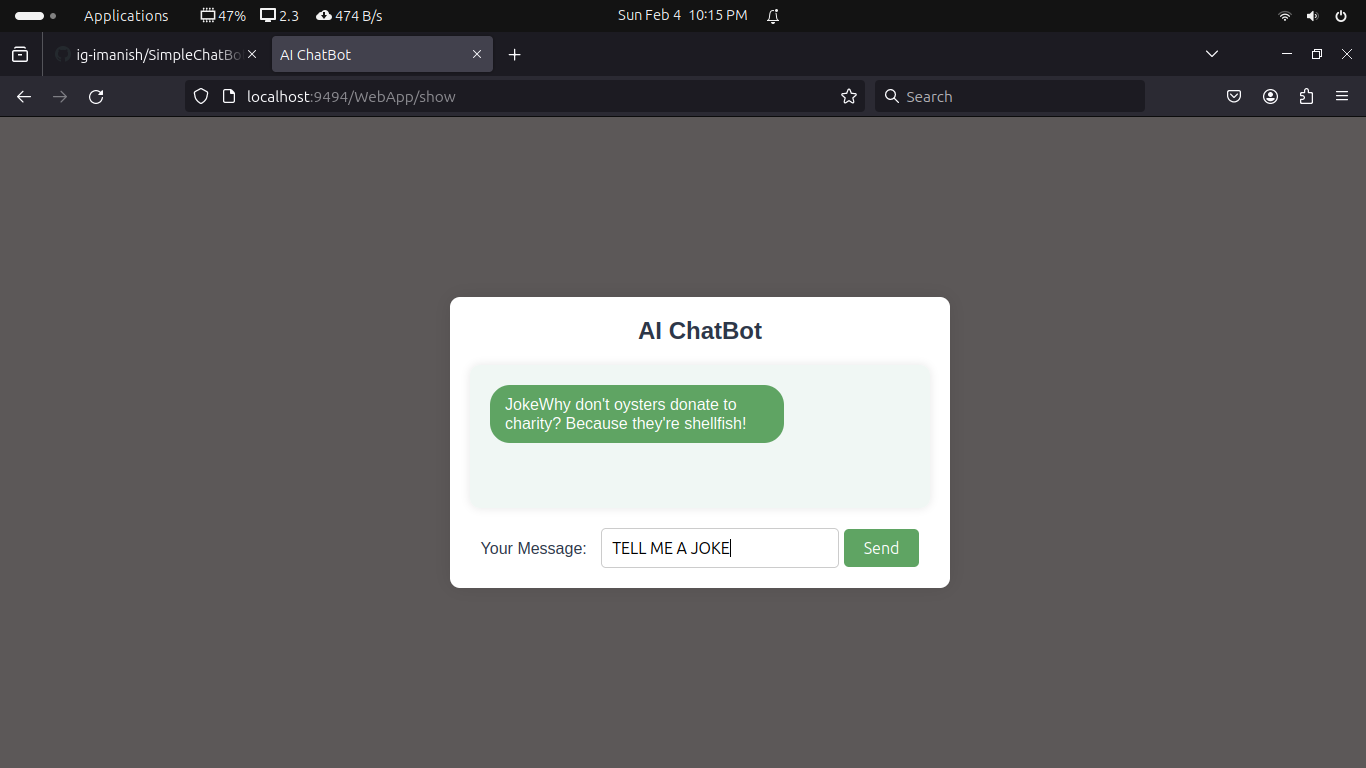 Applications 47% 2.3 474 B/s Sun Feb 4 10:15 PM
ig-imanish/SimpleChatBo AI ChatBot
localhost:9494/WebApp/show Search
AI ChatBot
JokeWhy don't oysters donate to
charity? Because they're shellfish!
Your Message: TELL ME A JOKE Send